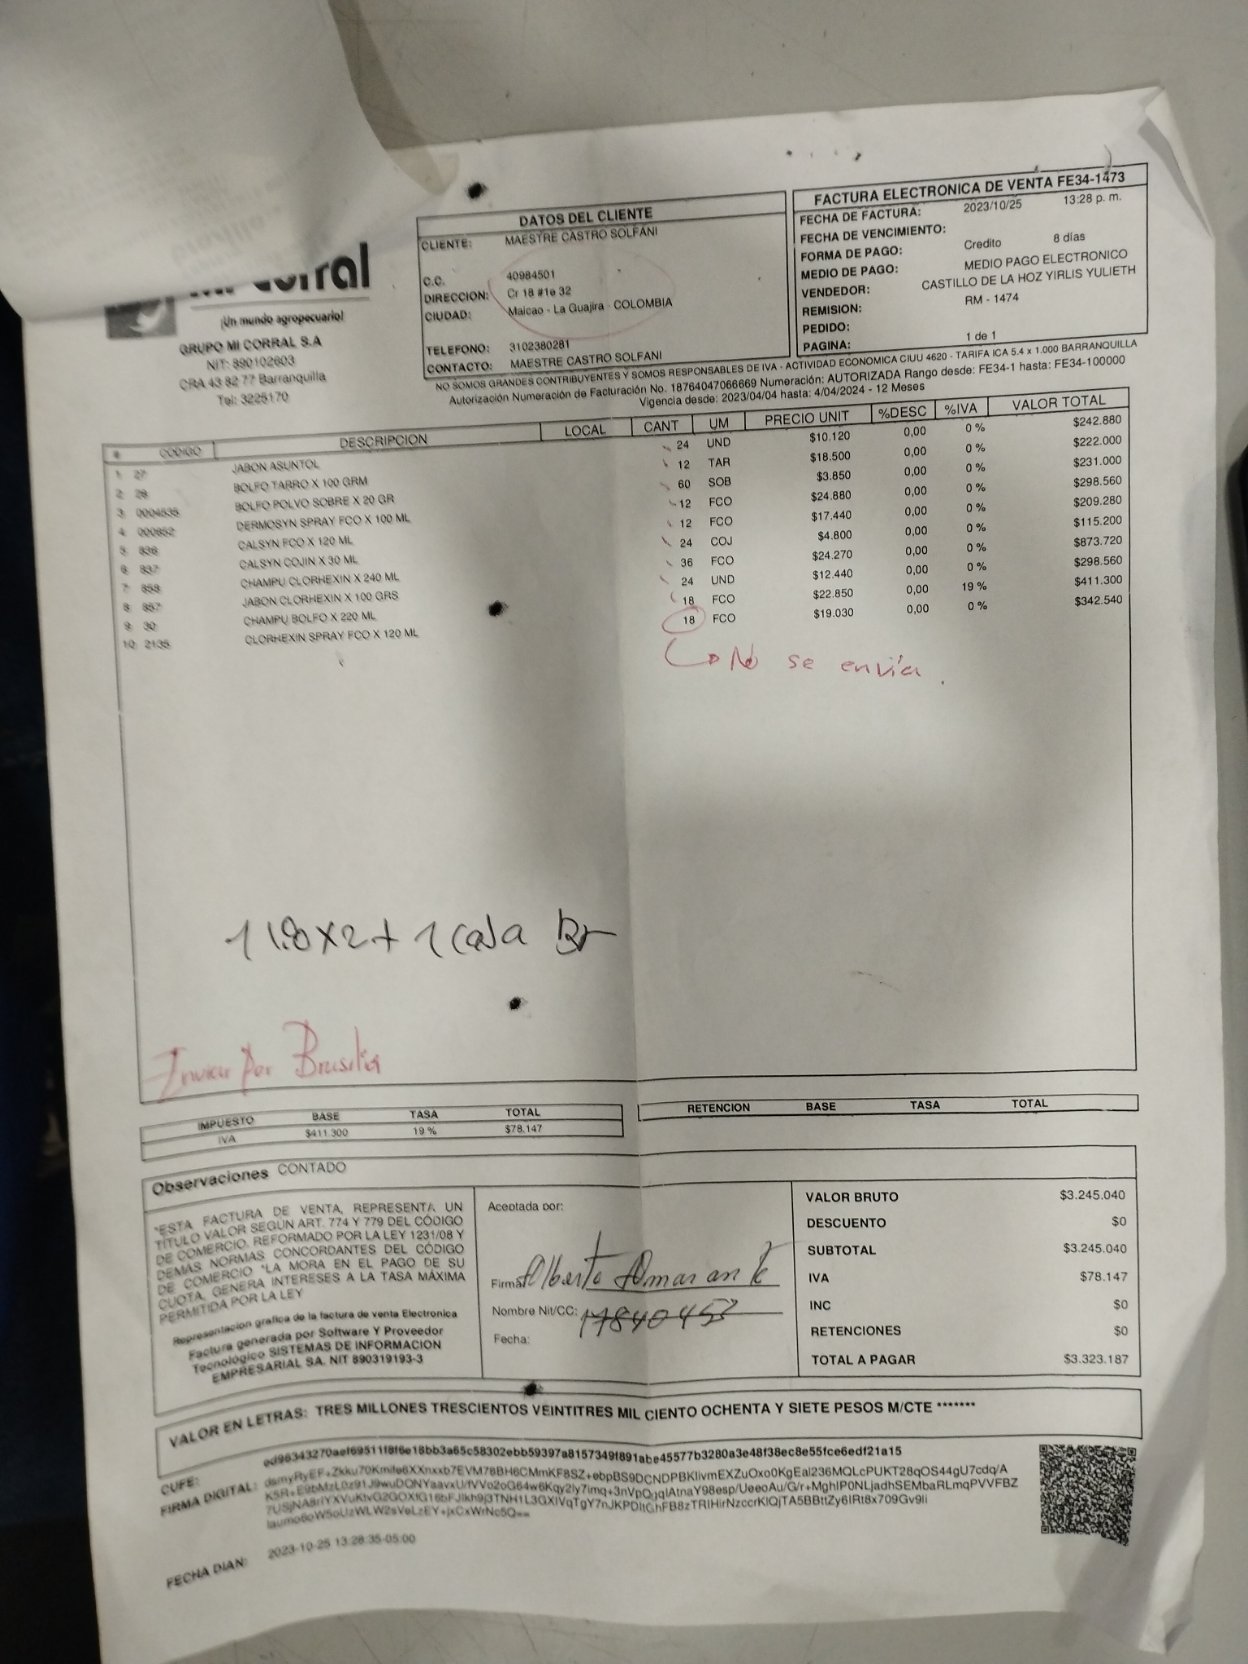 FACTURA ELECTRONICA DE VENTA FE34-1473
FECHA DE FACTURA: 2023/10/25 13:28 p. m.
FECHA DE VENCIMIENTO:
FORMA DE PAGO: Credito 8 días
MEDIO DE PAGO: MEDIO PAGO ELECTRONICO
VENDEDOR: CASTILLO DE LA HOZ YIRLIS YULIETH
REMISION: RM - 1474
PEDIDO:
PAGINA: 1 de 1
DATOS DEL CLIENTE
CLIENTE: MAESTRE CASTRO SOLFANI
C.C. 40984501
DIRECCION: Cr 18 #1e 32
CIUDAD: Maicao - La Guajira - COLOMBIA
TELEFONO: 3102380281
CONTACTO: MAESTRE CASTRO SOLFANI
¡Un mundo agropecuario!
GRUPO MI CORRAL S.A
NIT: 890102603
CRA 43 82 77 Barranquilla
Tel: 3225170
NO SOMOS GRANDES CONTRIBUYENTES Y SOMOS RESPONSABLES DE IVA - ACTIVIDAD ECONOMICA CIUU 4620 - TARIFA ICA 5.4 x 1.000 BARRANQUILLA
Autorización Numeración de Facturación No. 18764047066669 Numeración: AUTORIZADA Rango desde: FE34-1 hasta: FE34-100000
Vigencia desde: 2023/04/04 hasta: 4/04/2024 - 12 Meses
# CODIGO DESCRIPCION LOCAL CANT UM PRECIO UNIT %DESC %IVA VALOR TOTAL
1 27 JABON ASUNTOL 24 UND $10.120 0,00 0 % $242.880
2 28 BOLFO TARRO X 100 GRM 12 TAR $18.500 0,00 0 % $222.000
3 0004535 BOLFO POLVO SOBRE X 20 GR 60 SOB $3.850 0,00 0 % $231.000
4 000852 DERMOSYN SPRAY FCO X 100 ML 12 FCO $24.880 0,00 0 % $298.560
5 836 CALSYN FCO X 120 ML 12 FCO $17.440 0,00 0 % $209.280
6 837 CALSYN COJIN X 30 ML 24 COJ $4.800 0,00 0 % $115.200
7 858 CHAMPU CLORHEXIN X 240 ML 36 FCO $24.270 0,00 0 % $873.720
8 857 JABON CLORHEXIN X 100 GRS 24 UND $12.440 0,00 0 % $298.560
9 30 CHAMPU BOLFO X 220 ML 18 FCO $22.850 0,00 19 % $411.300
10 2135 CLORHEXIN SPRAY FCO X 120 ML 18 FCO $19.030 0,00 0 % $342.540
No se envía.
Enviar Por Brasilia
IMPUESTO BASE TASA TOTAL
IVA $411.300 19 % $78.147
RETENCION BASE TASA TOTAL
Observaciones CONTADO
*ESTA FACTURA DE VENTA, REPRESENTA UN
TÍTULO VALOR SEGÚN ART. 774 Y 779 DEL CÓDIGO
DE COMERCIO, REFORMADO POR LA LEY 1231/08 Y
DEMÁS NORMAS CONCORDANTES DEL CÓDIGO
DE COMERCIO *LA MORA EN EL PAGO DE SU
CUOTA, GENERA INTERESES A LA TASA MÁXIMA
PERMITIDA POR LA LEY
Representacion grafica de la factura de venta Electronica
Factura generada por Software Y Proveedor
Tecnológico SISTEMAS DE INFORMACION
EMPRESARIAL SA. NIT 890319193-3
Aceptada por:
Firma: Alberto Amarante
Nombre Nit/CC:
Fecha:
VALOR BRUTO $3.245.040
DESCUENTO $0
SUBTOTAL $3.245.040
IVA $78.147
INC $0
RETENCIONES $0
TOTAL A PAGAR $3.323.187
VALOR EN LETRAS: TRES MILLONES TRESCIENTOS VEINTITRES MIL CIENTO OCHENTA Y SIETE PESOS M/CTE *******
CUFE:
FIRMA DIGITAL:
FECHA DIAN: 2023-10-25 13:28:35-05:00